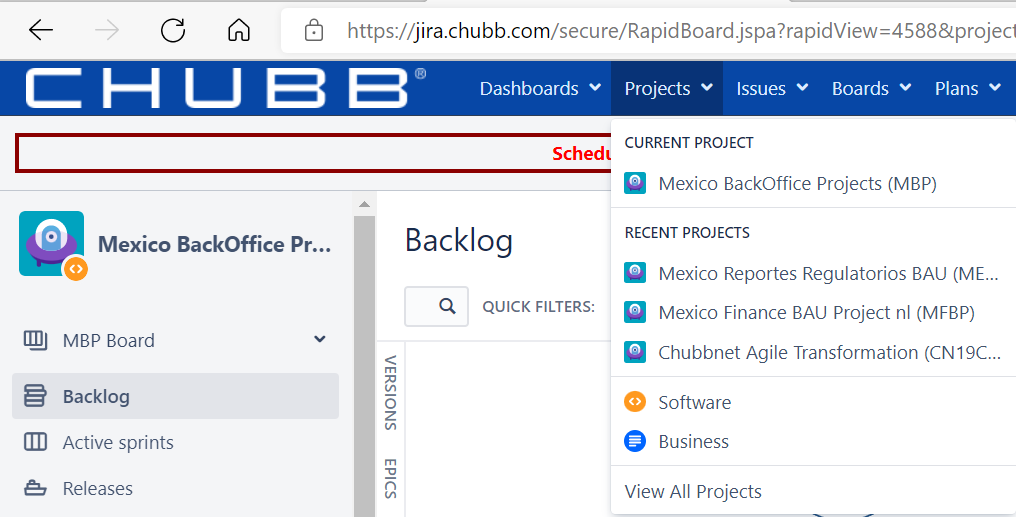 https://jira.chubb.com/secure/RapidBoard.jspa?rapidView=4588&project
CHUBB®
Dashboards Projects Issues Boards Plans
Schedu
CURRENT PROJECT
Mexico BackOffice Projects (MBP)
RECENT PROJECTS
Mexico Reportes Regulatorios BAU (ME...
Mexico Finance BAU Project nl (MFBP)
Chubbnet Agile Transformation (CN19C...
Software
Business
View All Projects
Mexico BackOffice Pr...
MBP Board
Backlog
Active sprints
Releases
Backlog
QUICK FILTERS:
VERSIONS
EPICS